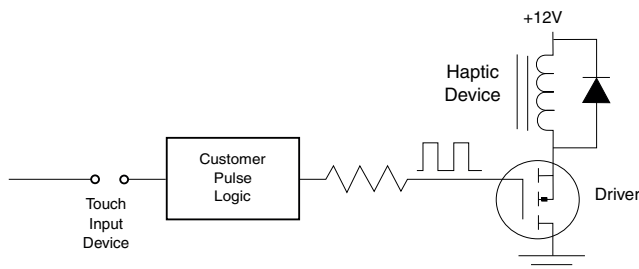 +12V
Haptic
Device
Customer
Pulse
Logic
Touch
Input
Device
Driver